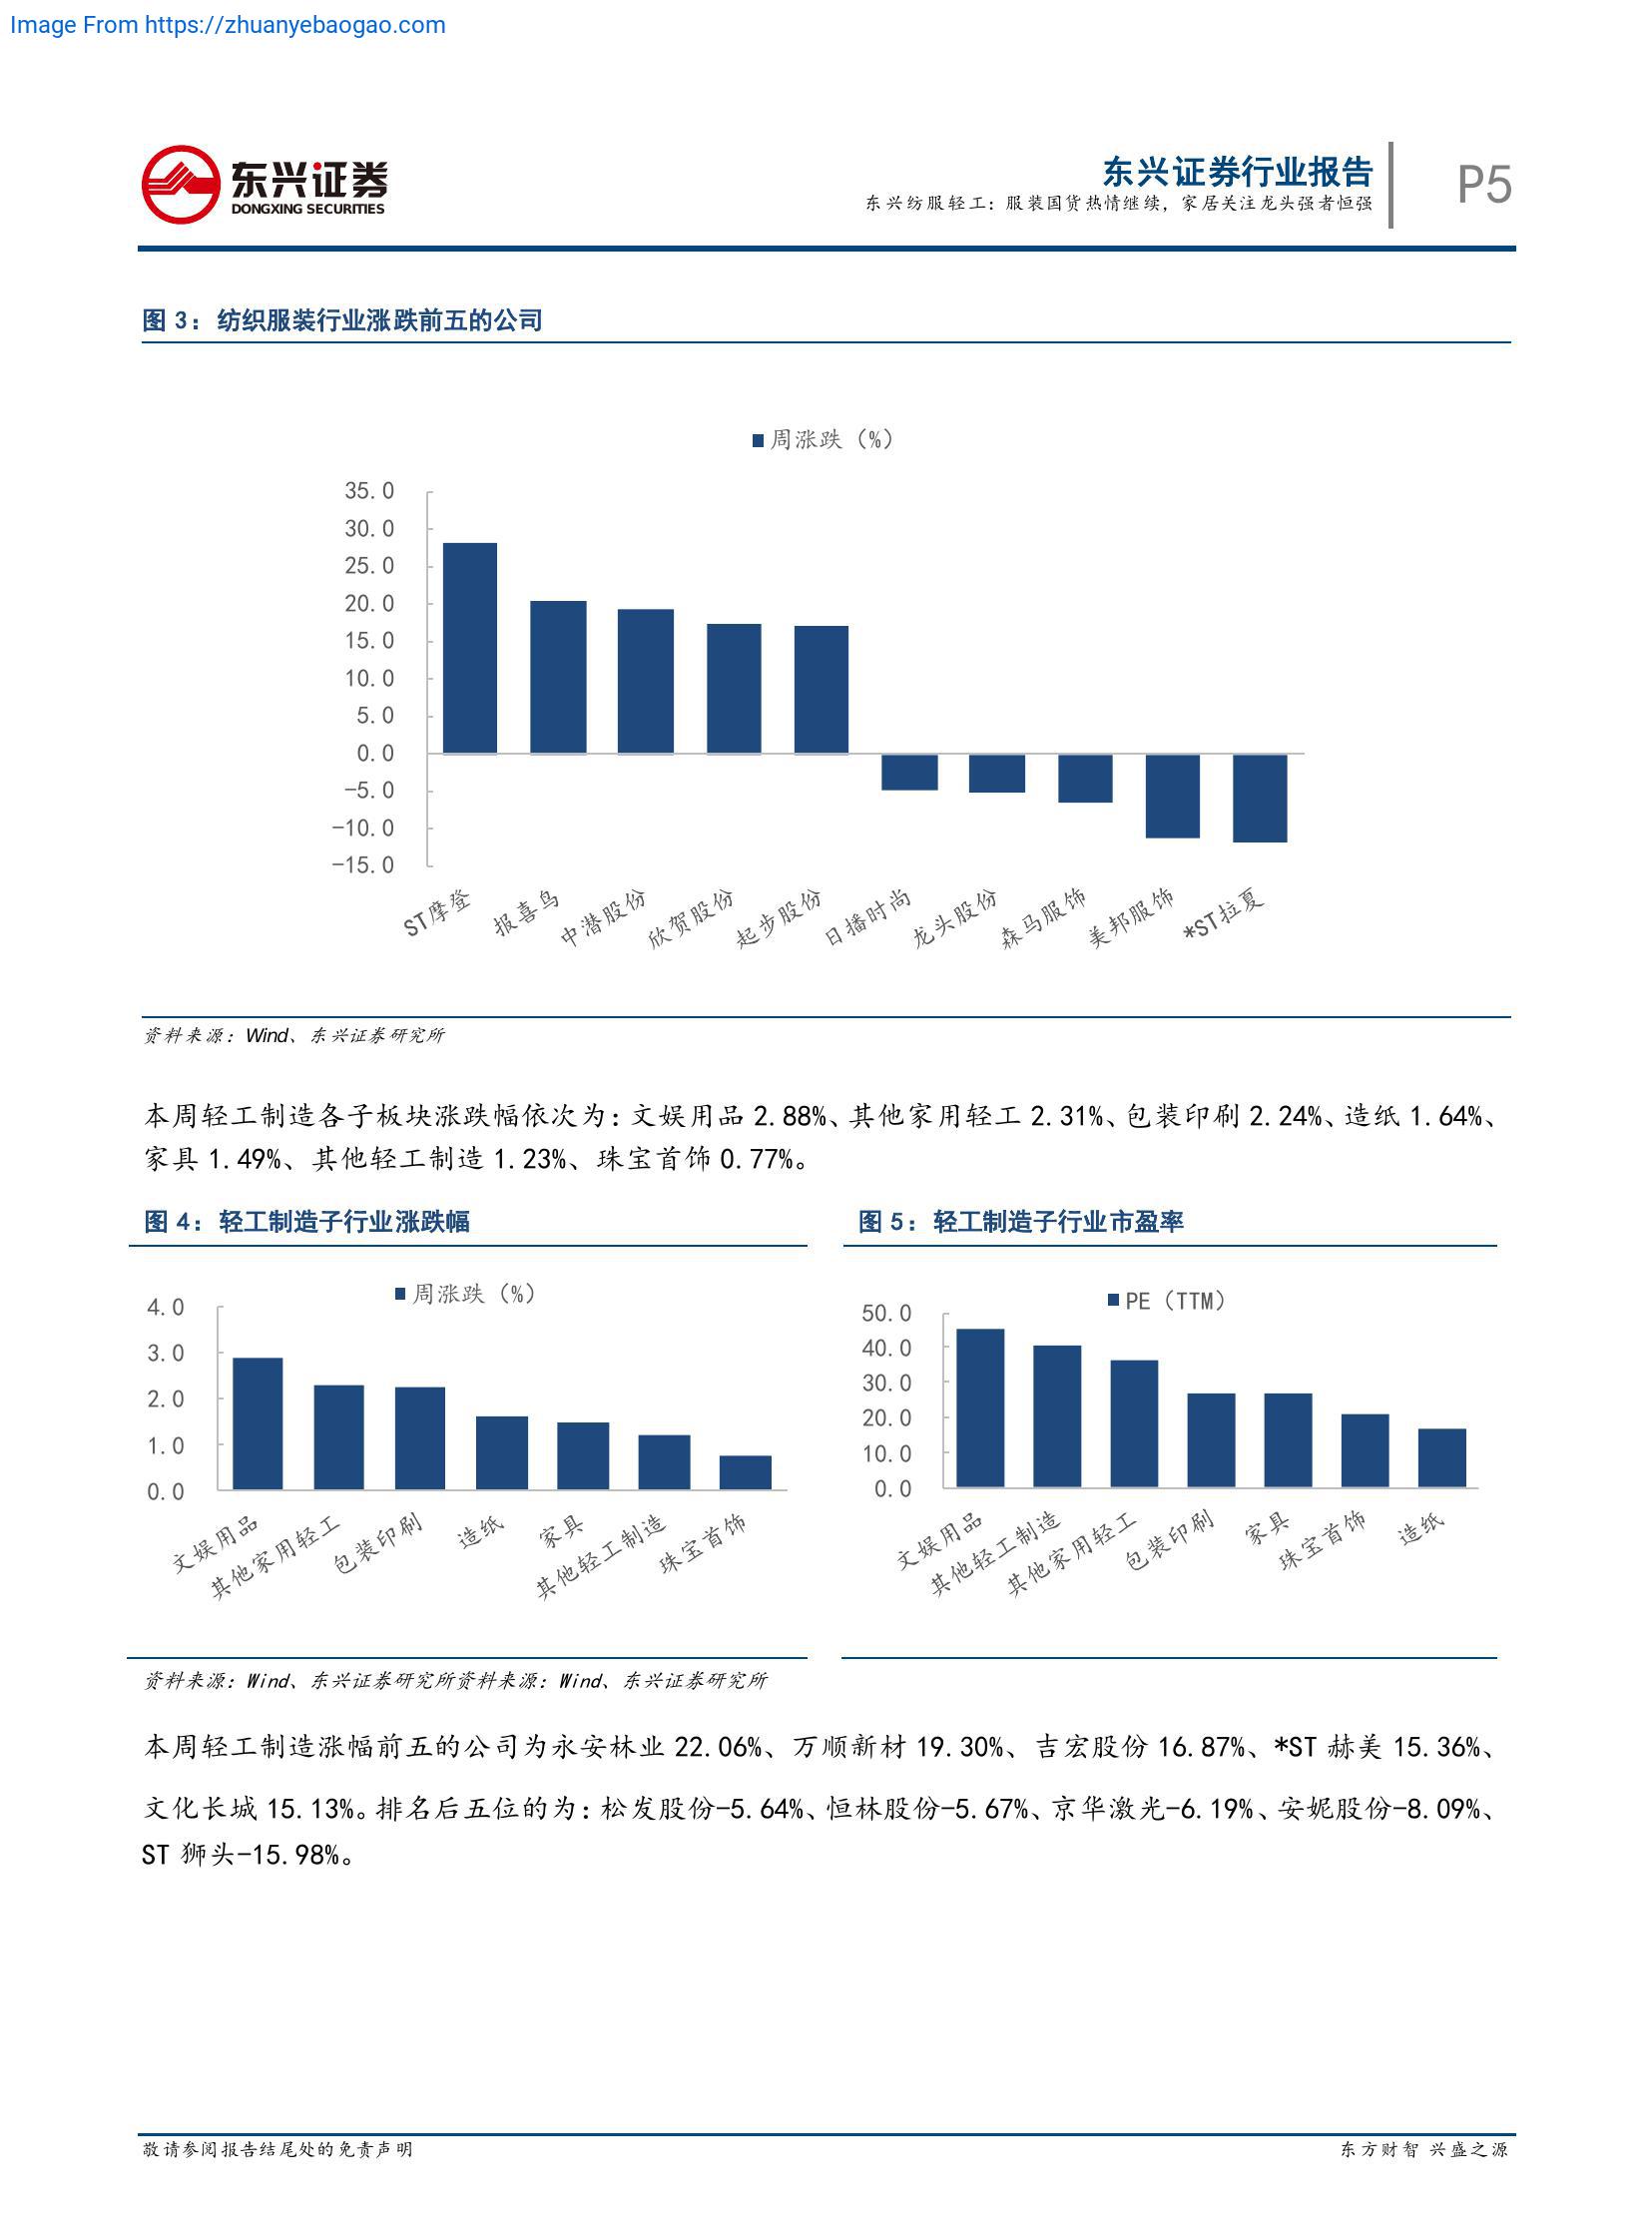 Image From https://zhuanyebaogao.com
东兴证券
DONGXING SECURITIES
东兴证券行业报告
东兴纺服轻工：服装国货热情继续，家居关注龙头强者恒强
P5
图 3：纺织服装行业涨跌前五的公司
周涨跌（%）
35.0
30.0
25.0
20.0
15.0
10.0
5.0
0.0
-5.0
-10.0
-15.0
ST摩登
报喜鸟
中潜股份
欣贺股份
起步股份
日播时尚
龙头股份
森马服饰
美邦服饰
*ST拉夏
资料来源：Wind、东兴证券研究所
本周轻工制造各子板块涨跌幅依次为：文娱用品 2.88%、其他家用轻工 2.31%、包装印刷 2.24%、造纸 1.64%、
家具 1.49%、其他轻工制造 1.23%、珠宝首饰 0.77%。
图 4：轻工制造子行业涨跌幅
周涨跌（%）
4.0
3.0
2.0
1.0
0.0
文娱用品
其他家用轻工
包装印刷
造纸
家具
其他轻工制造
珠宝首饰
图 5：轻工制造子行业市盈率
PE（TTM）
50.0
40.0
30.0
20.0
10.0
0.0
文娱用品
其他轻工制造
其他家用轻工
包装印刷
家具
珠宝首饰
造纸
资料来源：Wind、东兴证券研究所资料来源：Wind、东兴证券研究所
本周轻工制造涨幅前五的公司为永安林业 22.06%、万顺新材 19.30%、吉宏股份 16.87%、*ST 赫美 15.36%、
文化长城 15.13%。排名后五位的为：松发股份-5.64%、恒林股份-5.67%、京华激光-6.19%、安妮股份-8.09%、
ST 狮头-15.98%。
敬请参阅报告结尾处的免责声明
东方财智 兴盛之源